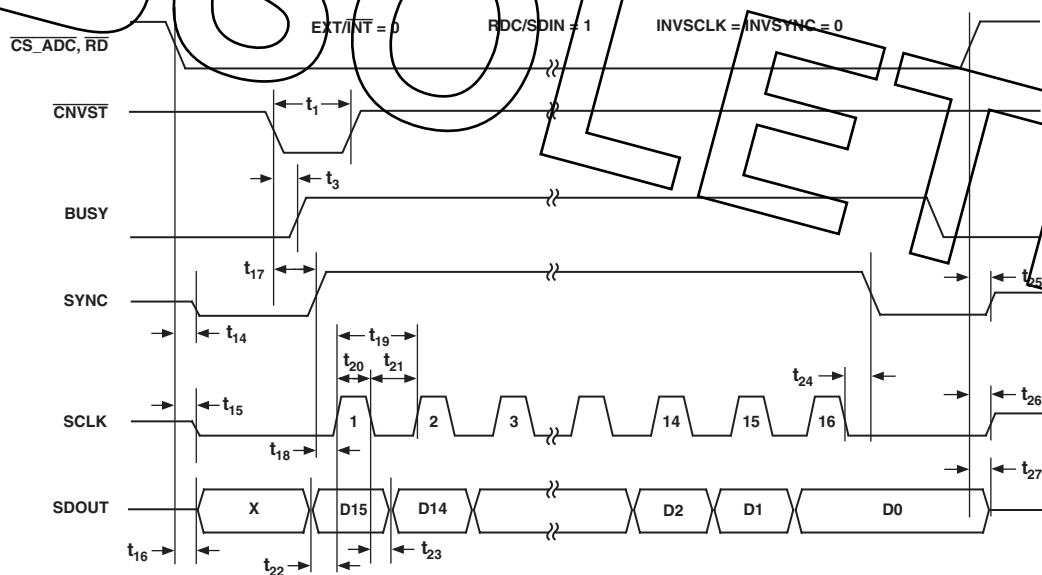 EXT/INT = 0 RDC/SDIN = 1 INVSCLK = INVSYNC = 0
CS_ADC, RD
CNVST
t1
t3
BUSY
t17
SYNC
t25
t14
t19
t20 t21
t24
t15
t26
SCLK
1 2 3 14 15 16
t18
t27
SDOUT
X D15 D14 D2 D1 D0
t16
t22
t23
OBSOLETE